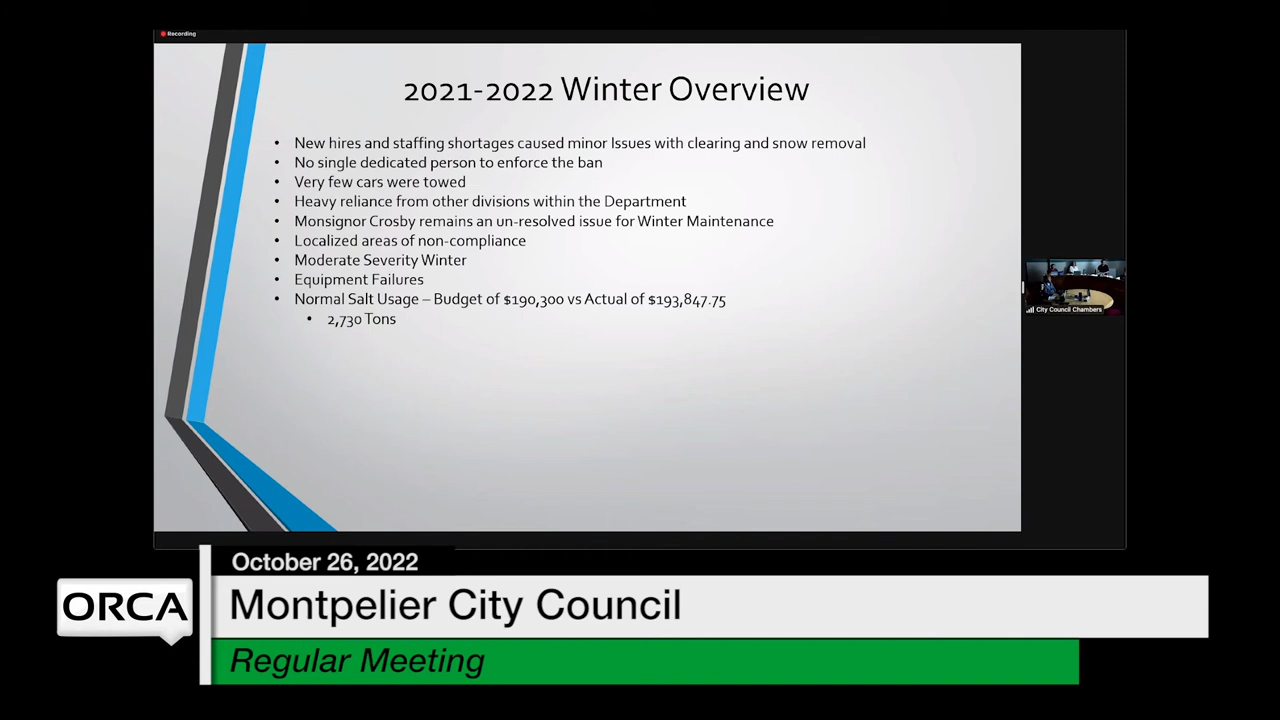 Recording
2021-2022 Winter Overview
• New hires and staffing shortages caused minor Issues with clearing and snow removal
• No single dedicated person to enforce the ban
• Very few cars were towed
• Heavy reliance from other divisions within the Department
• Monsignor Crosby remains an un-resolved issue for Winter Maintenance
• Localized areas of non-compliance
• Moderate Severity Winter
• Equipment Failures
• Normal Salt Usage – Budget of $190,300 vs Actual of $193,847.75
• 2,730 Tons
City Council Chambers
October 26, 2022
ORCA
Montpelier City Council
Regular Meeting